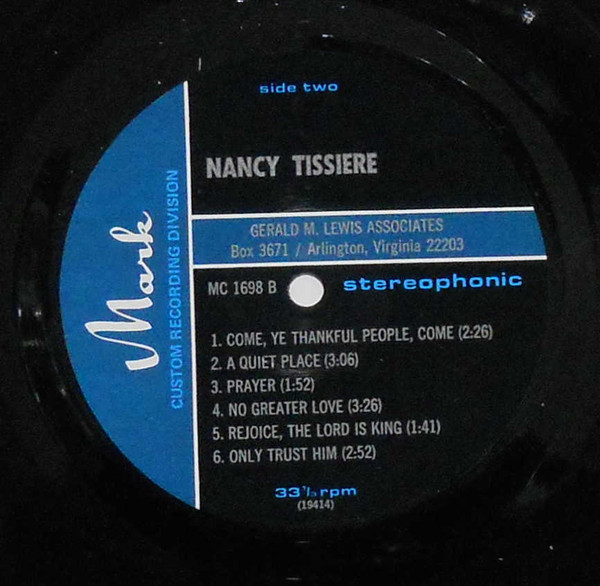 side two
NANCY TISSIERE
GERALD M. LEWIS ASSOCIATES
Box 3671 / Arlington, Virginia 22203
MC 1698 B
stereophonic
Mark
CUSTOM RECORDING DIVISION
1. COME, YE THANKFUL PEOPLE, COME (2:26)
2. A QUIET PLACE (3:06)
3. PRAYER (1:52)
4. NO GREATER LOVE (3:26)
5. REJOICE, THE LORD IS KING (1:41)
6. ONLY TRUST HIM (2:52)
33⅓ rpm
(19414)